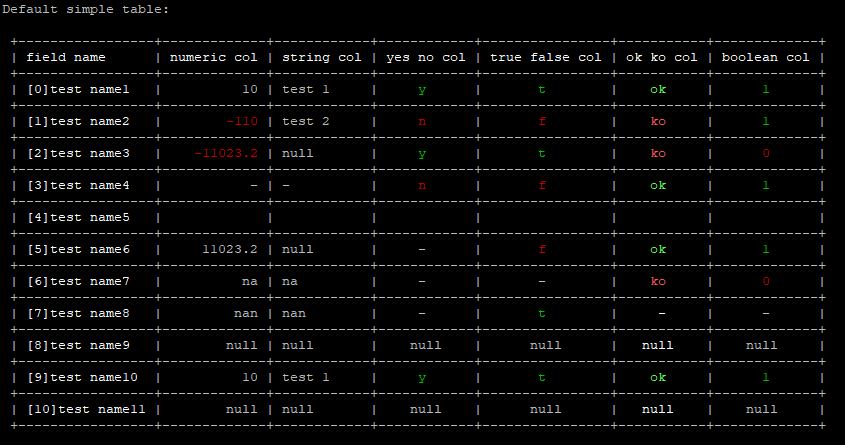 Default simple table:
+------------------+-------------+------------+------------+----------------+-----------+-------------+
| field name | numeric col | string col | yes no col | true false col | ok ko col | boolean col |
+------------------+-------------+------------+------------+----------------+-----------+-------------+
| [0]test name1 | 10 | test 1 | y | t | ok | 1 |
+------------------+-------------+------------+------------+----------------+-----------+-------------+
| [1]test name2 | -110 | test 2 | n | f | ko | 1 |
+------------------+-------------+------------+------------+----------------+-----------+-------------+
| [2]test name3 | -11023.2 | null | y | t | ko | 0 |
+------------------+-------------+------------+------------+----------------+-----------+-------------+
| [3]test name4 | - | - | n | f | ok | 1 |
+------------------+-------------+------------+------------+----------------+-----------+-------------+
| [4]test name5 | | | | | | |
+------------------+-------------+------------+------------+----------------+-----------+-------------+
| [5]test name6 | 11023.2 | null | - | f | ok | 1 |
+------------------+-------------+------------+------------+----------------+-----------+-------------+
| [6]test name7 | na | na | - | - | ko | 0 |
+------------------+-------------+------------+------------+----------------+-----------+-------------+
| [7]test name8 | nan | nan | - | t | - | - |
+------------------+-------------+------------+------------+----------------+-----------+-------------+
| [8]test name9 | null | null | null | null | null | null |
+------------------+-------------+------------+------------+----------------+-----------+-------------+
| [9]test name10 | 10 | test 1 | y | t | ok | 1 |
+------------------+-------------+------------+------------+----------------+-----------+-------------+
| [10]test name11 | null | null | null | null | null | null |
+------------------+-------------+------------+------------+----------------+-----------+-------------+